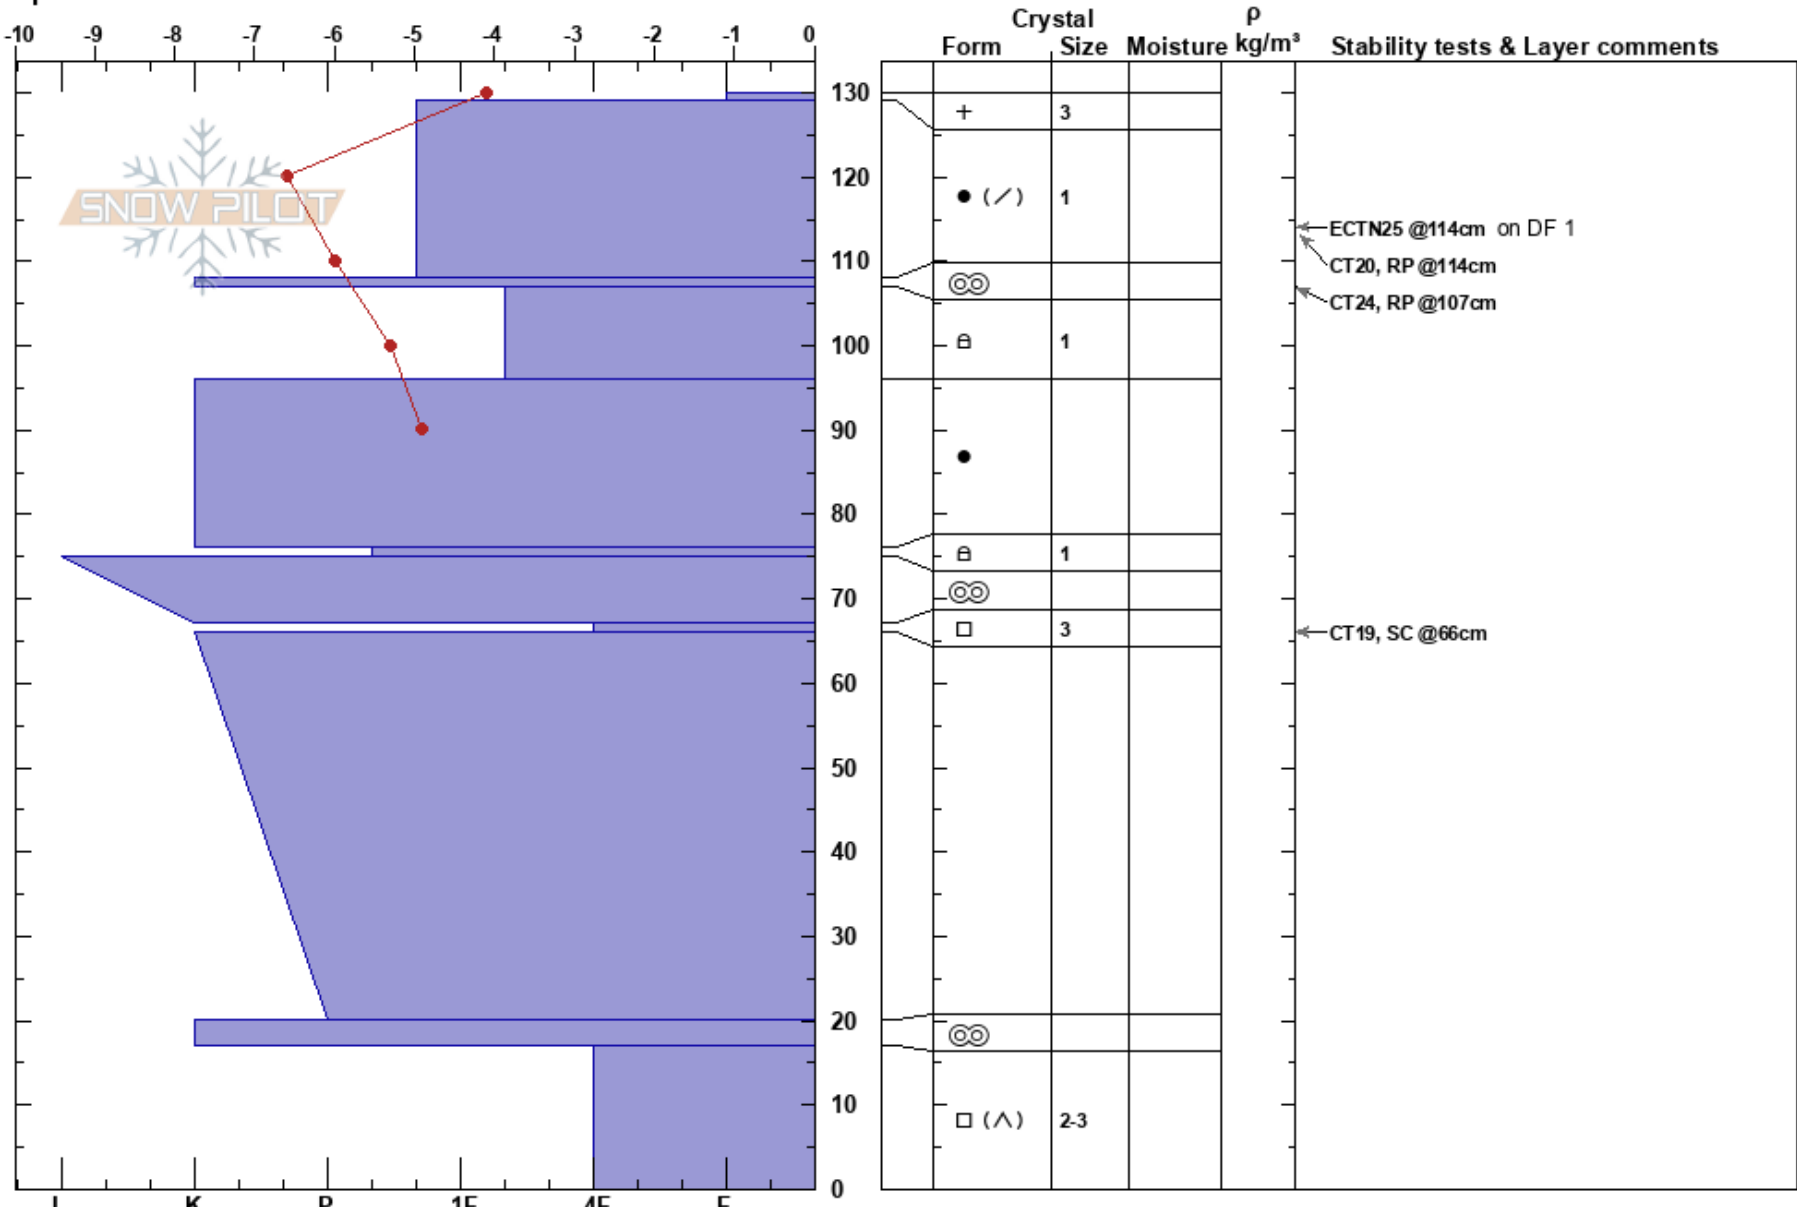 Crystal ρ
-10 -9 -8 -7 -6 -5 -4 -3 -2 -1 0
Form Size Moisture kg/m³ Stability tests & Layer comments
130
+ 3
SNOW PILOT
120
● (∕) 1
ECTN25 @114cm on DF 1
110
CT20, RP @114cm
CT24, RP @107cm
100
1
90
80
1
70
3
CT19, SC @66cm
60
50
40
30
20
10
□ (∧) 2-3
0
I K P 1F 4F F